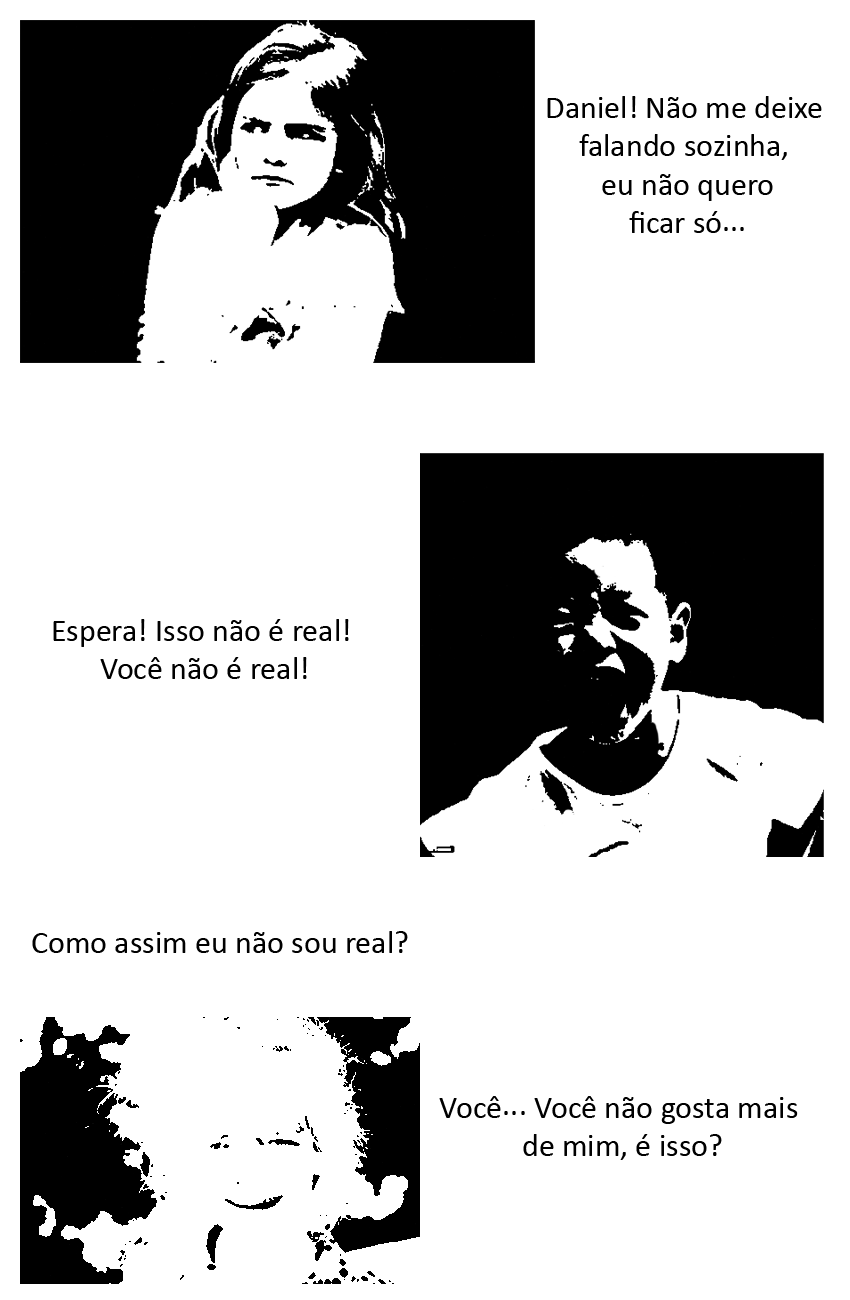 Daniel! Não me deixe
falando sozinha,
eu não quero
ficar só...
Espera! Isso não é real!
Você não é real!
Como assim eu não sou real?
Você... Você não gosta mais
de mim, é isso?